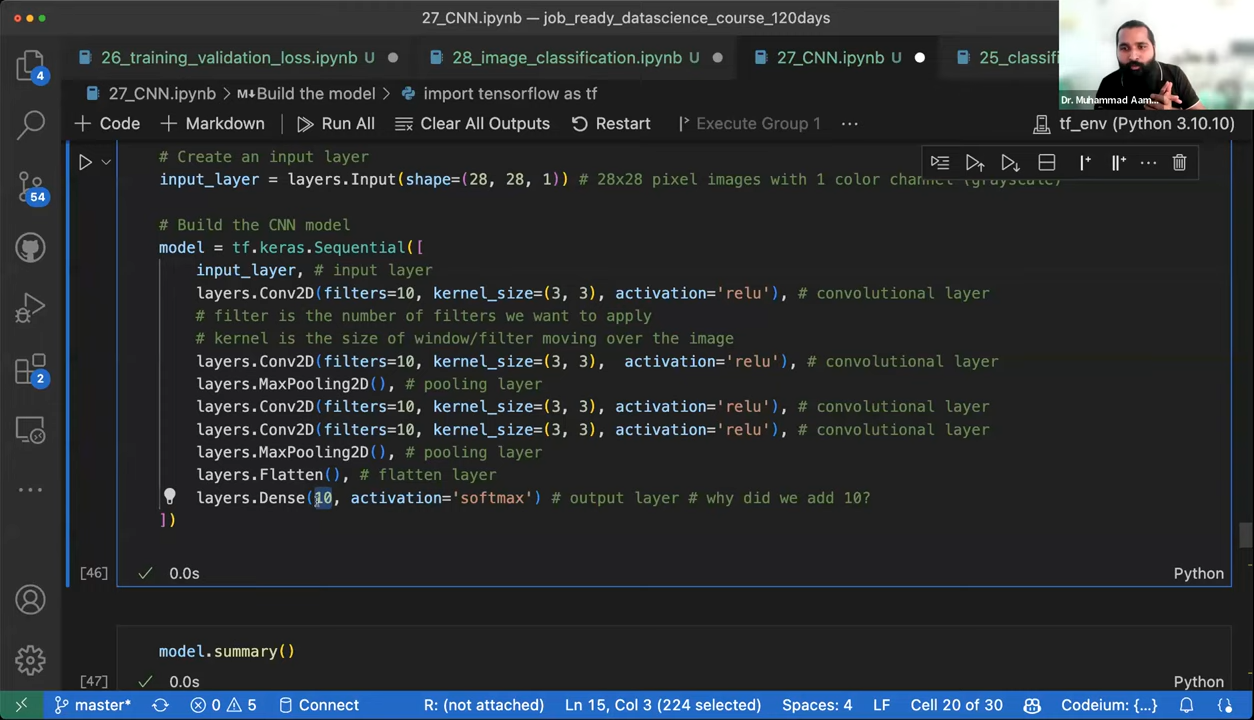 27_CNN.ipynb — job_ready_datascience_course_120days
26_training_validation_loss.ipynb U
28_image_classification.ipynb U
27_CNN.ipynb U
25_classifi
Dr. Muhammad Aam...
27_CNN.ipynb > M↓Build the model > import tensorflow as tf
+ Code + Markdown Run All Clear All Outputs Restart Execute Group 1 ...
tf_env (Python 3.10.10)
# Create an input layer
input_layer = layers.Input(shape=(28, 28, 1)) # 28x28 pixel images with 1 color channel (grayscale)
# Build the CNN model
model = tf.keras.Sequential([
input_layer, # input layer
layers.Conv2D(filters=10, kernel_size=(3, 3), activation='relu'), # convolutional layer
# filter is the number of filters we want to apply
# kernel is the size of window/filter moving over the image
layers.Conv2D(filters=10, kernel_size=(3, 3),  activation='relu'), # convolutional layer
layers.MaxPooling2D(), # pooling layer
layers.Conv2D(filters=10, kernel_size=(3, 3), activation='relu'), # convolutional layer
layers.Conv2D(filters=10, kernel_size=(3, 3), activation='relu'), # convolutional layer
layers.MaxPooling2D(), # pooling layer
layers.Flatten(), # flatten layer
layers.Dense(10, activation='softmax') # output layer # why did we add 10?
])
[46] 0.0s Python
model.summary()
[47] 0.0s Python
4
54
2
master* 0 5 Connect R: (not attached) Ln 15, Col 3 (224 selected) Spaces: 4 LF Cell 20 of 30 Codeium: {...}